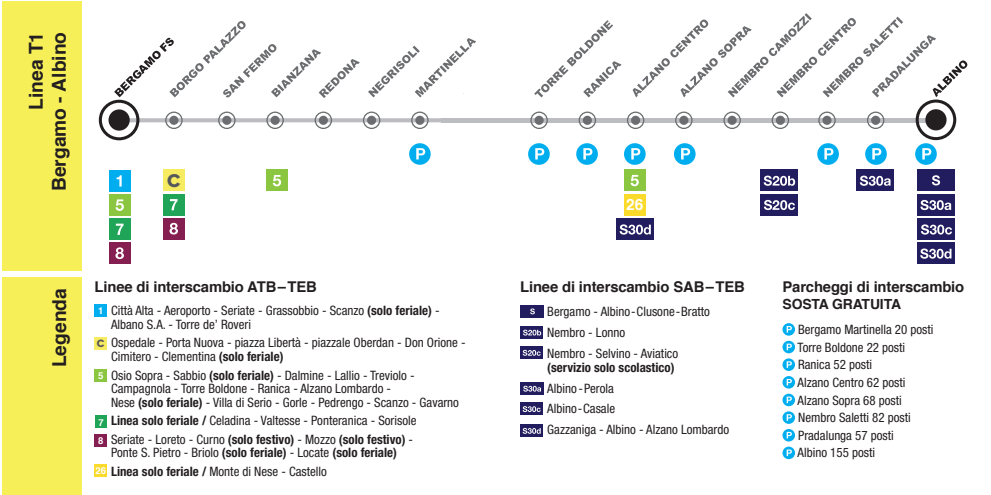 Linea T1
Bergamo - Albino
BERGAMO FS
BORGO PALAZZO
SAN FERMO
BIANZANA
REDONA
NEGRISOLI
MARTINELLA
TORRE BOLDONE
RANICA
ALZANO CENTRO
ALZANO SOPRA
NEMBRO CAMOZZI
NEMBRO CENTRO
NEMBRO SALETTI
PRADALUNGA
ALBINO
P P P P P P P P
1 C 5 5 S20b S30a S
5 7 26 S20c S30a
7 8 S30d S30c
8 S30d
Legenda
Linee di interscambio ATB–TEB
1 Città Alta - Aeroporto - Seriate - Grassobbio - Scanzo (solo feriale) -
Albano S.A. - Torre de' Roveri
C Ospedale - Porta Nuova - piazza Libertà - piazzale Oberdan - Don Orione -
Cimitero - Clementina (solo feriale)
5 Osio Sopra - Sabbio (solo feriale) - Dalmine - Lallio - Treviolo -
Campagnola - Torre Boldone - Ranica - Alzano Lombardo -
Nese (solo feriale) - Villa di Serio - Gorle - Pedrengo - Scanzo - Gavarno
7 Linea solo feriale / Celadina - Valtesse - Ponteranica - Sorisole
8 Seriate - Loreto - Curno (solo festivo) - Mozzo (solo festivo) -
Ponte S. Pietro - Briolo (solo feriale) - Locate (solo feriale)
26 Linea solo feriale / Monte di Nese - Castello
Linee di interscambio SAB–TEB
S Bergamo - Albino-Clusone-Bratto
S20b Nembro - Lonno
S20c Nembro - Selvino - Aviatico
(servizio solo scolastico)
S30a Albino-Perola
S30c Albino-Casale
S30d Gazzaniga - Albino - Alzano Lombardo
Parcheggi di interscambio
SOSTA GRATUITA
P Bergamo Martinella 20 posti
P Torre Boldone 22 posti
P Ranica 52 posti
P Alzano Centro 62 posti
P Alzano Sopra 68 posti
P Nembro Saletti 82 posti
P Pradalunga 57 posti
P Albino 155 posti